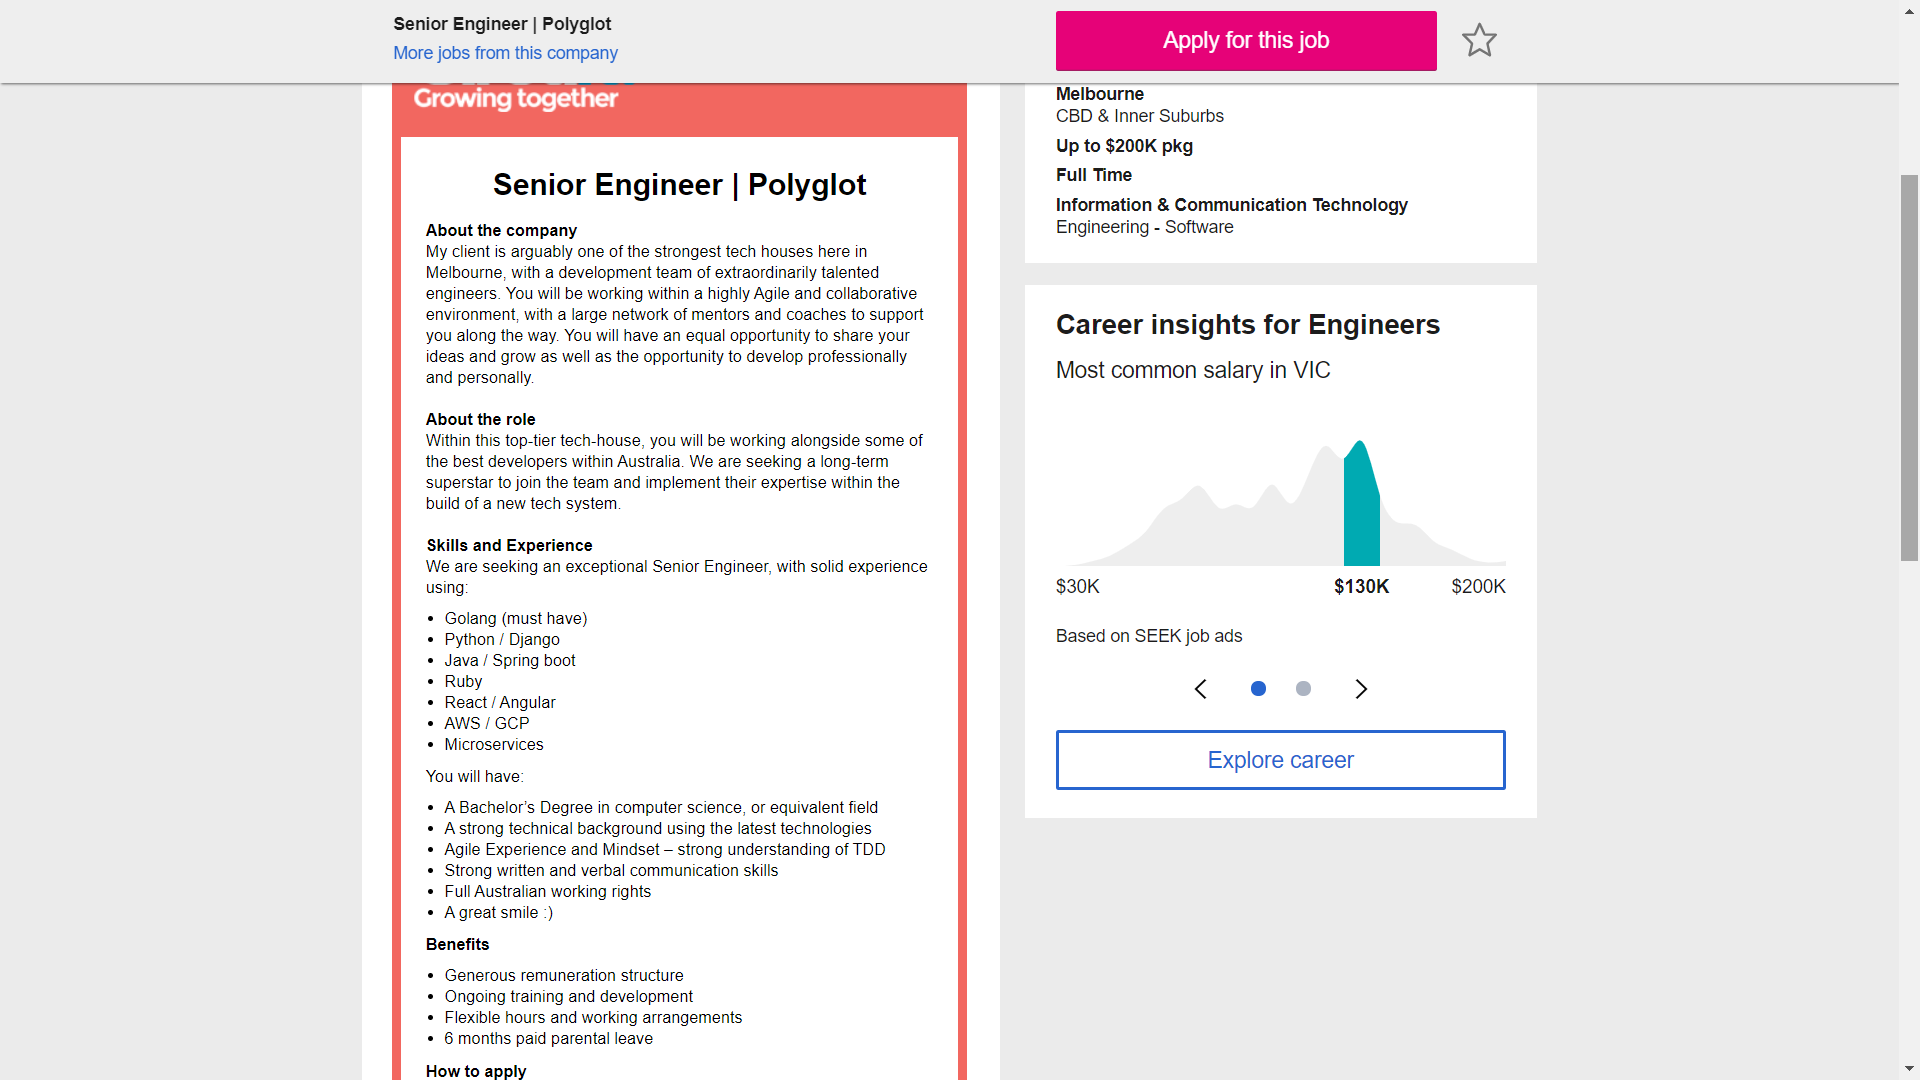 Senior Engineer | Polyglot
More jobs from this company
Apply for this job
Growing together
Senior Engineer | Polyglot
About the company
My client is arguably one of the strongest tech houses here in
Melbourne, with a development team of extraordinarily talented
engineers. You will be working within a highly Agile and collaborative
environment, with a large network of mentors and coaches to support
you along the way. You will have an equal opportunity to share your
ideas and grow as well as the opportunity to develop professionally
and personally.
About the role
Within this top-tier tech-house, you will be working alongside some of
the best developers within Australia. We are seeking a long-term
superstar to join the team and implement their expertise within the
build of a new tech system.
Skills and Experience
We are seeking an exceptional Senior Engineer, with solid experience
using:
• Golang (must have)
• Python / Django
• Java / Spring boot
• Ruby
• React / Angular
• AWS / GCP
• Microservices
You will have:
• A Bachelor’s Degree in computer science, or equivalent field
• A strong technical background using the latest technologies
• Agile Experience and Mindset – strong understanding of TDD
• Strong written and verbal communication skills
• Full Australian working rights
• A great smile :)
Benefits
• Generous remuneration structure
• Ongoing training and development
• Flexible hours and working arrangements
• 6 months paid parental leave
How to apply
Melbourne
CBD & Inner Suburbs
Up to $200K pkg
Full Time
Information & Communication Technology
Engineering - Software
Career insights for Engineers
Most common salary in VIC
$30K $130K $200K
Based on SEEK job ads
Explore career